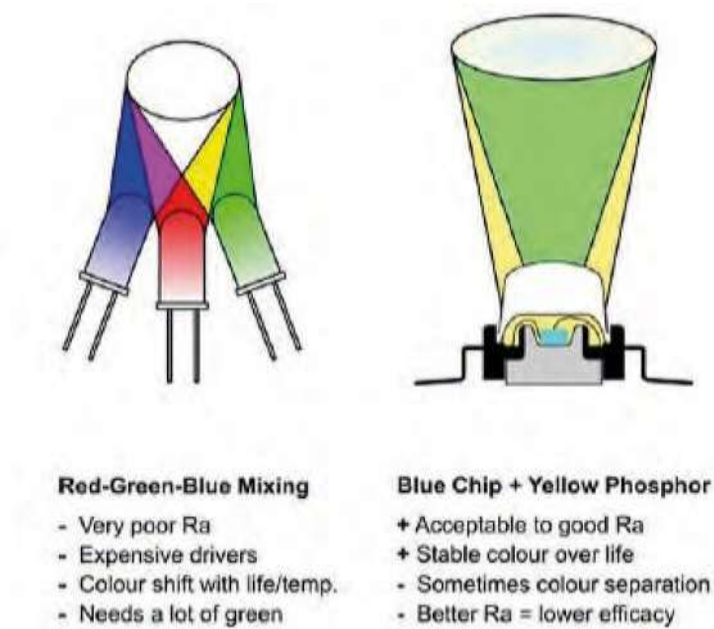 Red-Green-Blue Mixing
- Very poor Ra
- Expensive drivers
- Colour shift with life/temp.
- Needs a lot of green
Blue Chip + Yellow Phosphor
+ Acceptable to good Ra
+ Stable colour over life
- Sometimes colour separation
- Better Ra = lower efficacy